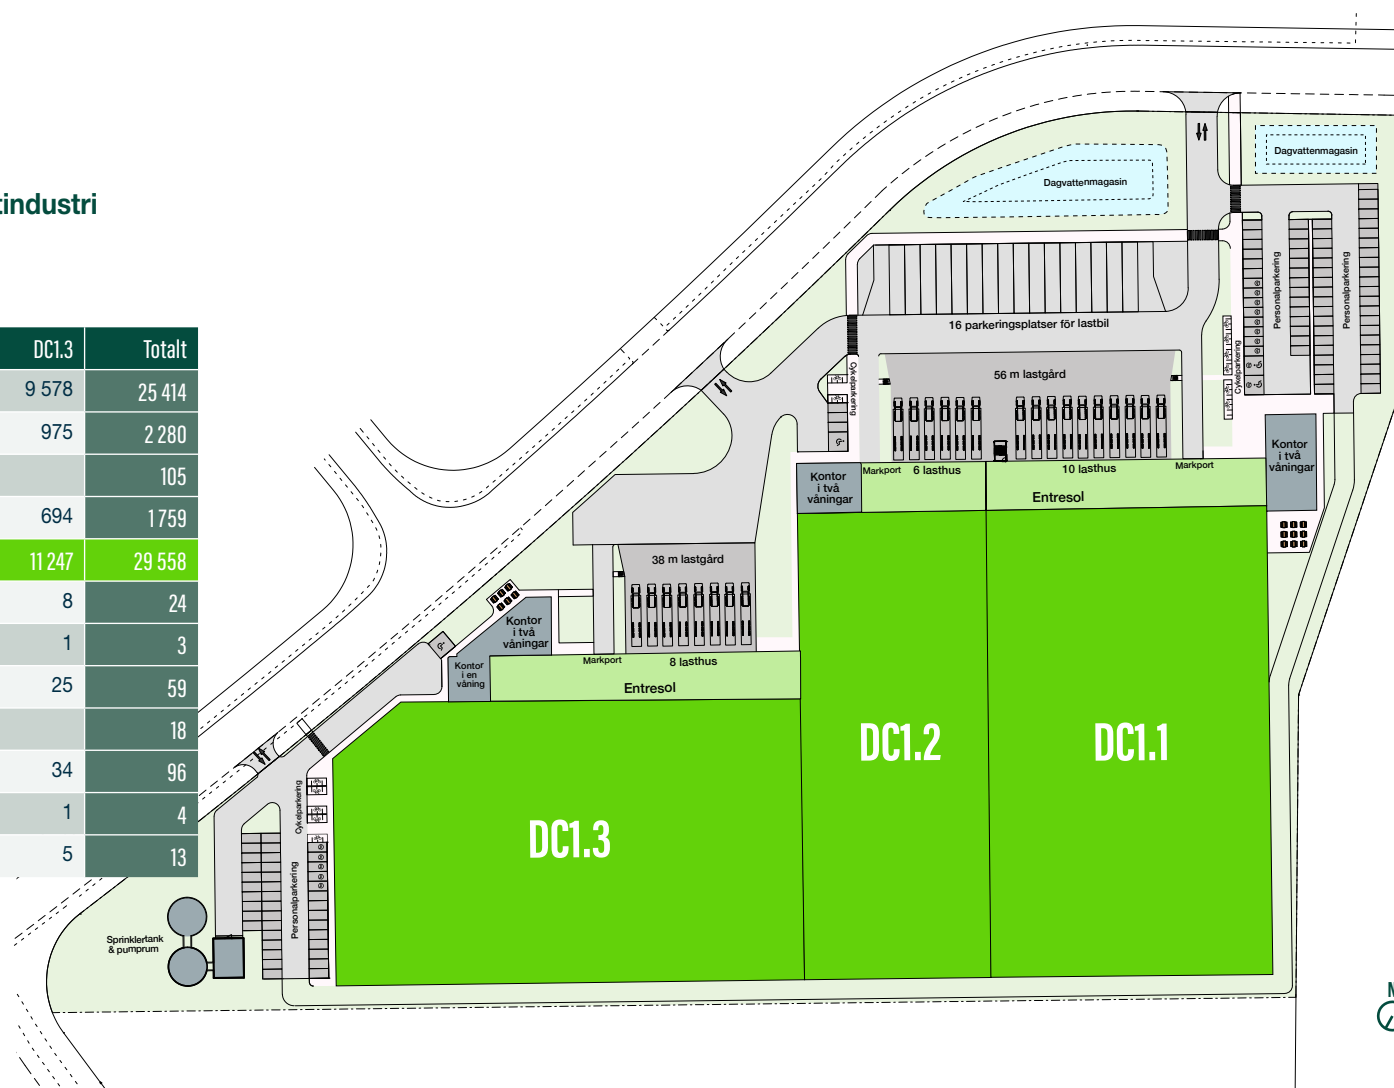 tindustri
DC1.3 Totalt
9 578 25 414
975 2 280
105
694 1 759
11 247 29 558
8 24
1 3
25 59
18
34 96
1 4
5 13
Dagvattenmagasin
Dagvattenmagasin
Personalparkering
Personalparkering
Cykelparkering
16 parkeringsplatser för lastbil
56 m lastgård
Cykelparkering
Kontor
i två
våningar
Markport
6 lasthus
10 lasthus
Markport
Entresol
Kontor
i två
våningar
38 m lastgård
Kontor
i två
våningar
Kontor
i en
våning
Markport
8 lasthus
Entresol
DC1.2
DC1.1
DC1.3
Cykelparkering
Personalparkering
Sprinklertank
& pumprum